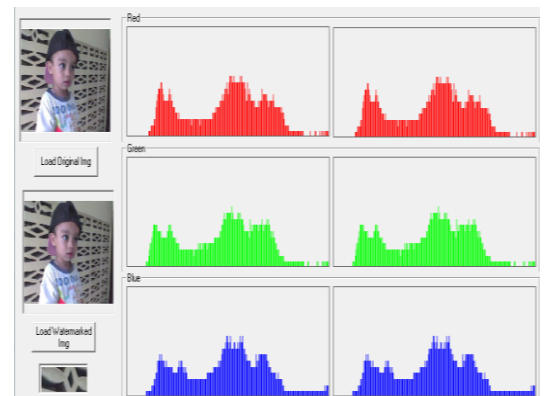 Red
Load Original Img
Green
Load Watermarked
Img
Blue